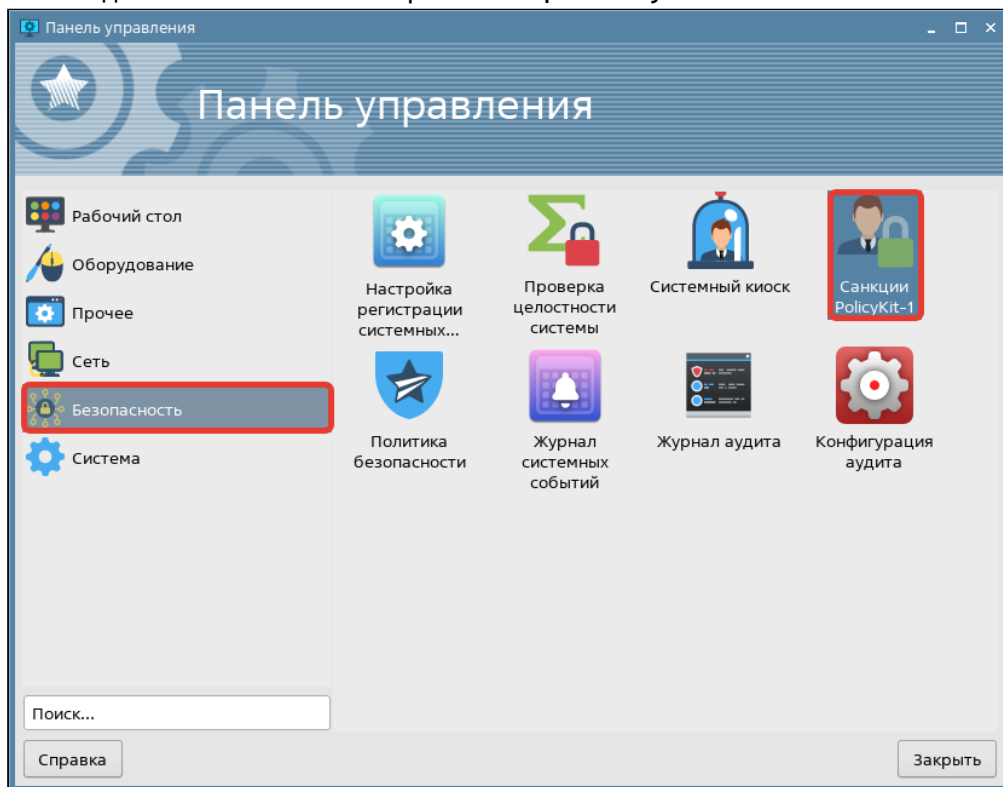 Панель управления
Панель управления
Рабочий стол
Оборудование
Прочее
Сеть
Безопасность
Система
Настройка
регистрации
системных...
Проверка
целостности
системы
Системный киоск
Санкции
PolicyKit-1
Политика
безопасности
Журнал
системных
событий
Журнал аудита
Конфигурация
аудита
Поиск...
Справка
Закрыть